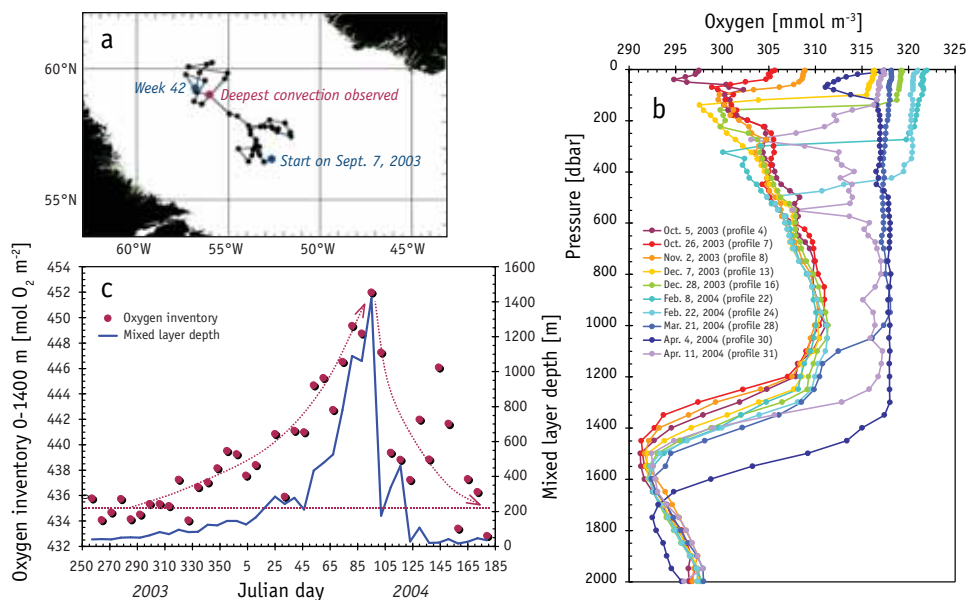 a
60°N
55°N
60°W
55°W
50°W
45°W
Week 42
Deepest convection observed
Start on Sept. 7, 2003
c
Oxygen inventory 0-1400 m [mol O2 m-2]
454
452
450
448
446
444
442
440
438
436
434
432
Oxygen inventory
Mixed layer depth
1600
1400
1200
1000
800
600
400
200
0
Mixed layer depth [m]
250 270 290 310 330 350 5 25 45 65 85 105 125 145 165 185
2003 Julian day 2004
Oxygen [mmol m-3]
290 295 300 305 310 315 320 325
b
Pressure [dbar]
0
200
400
600
800
1000
1200
1400
1600
1800
2000
Oct. 5, 2003 (profile 4)
Oct. 26, 2003 (profile 7)
Nov. 2, 2003 (profile 8)
Dec. 7, 2003 (profile 13)
Dec. 28, 2003 (profile 16)
Feb. 8, 2004 (profile 22)
Feb. 22, 2004 (profile 24)
Mar. 21, 2004 (profile 28)
Apr. 4, 2004 (profile 30)
Apr. 11, 2004 (profile 31)